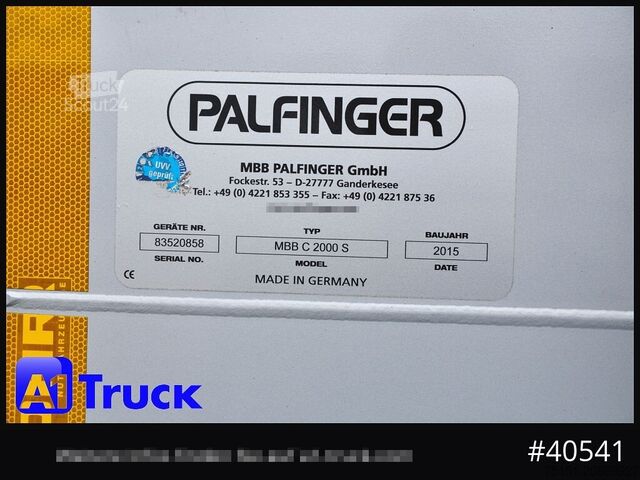 Truck
Scout24
PALFINGER
UVV
Geprüft
MBB PALFINGER GmbH
Fockestr. 53 – D-27777 Ganderkesee
Tel.: +49 (0) 4221 853 355 – Fax: +49 (0) 4221 875 36
GERÄTE NR. TYP BAUJAHR
83520858 MBB C 2000 S 2015
SERIAL NO. MODEL DATE
CE MADE IN GERMANY
A1 Truck
#40541